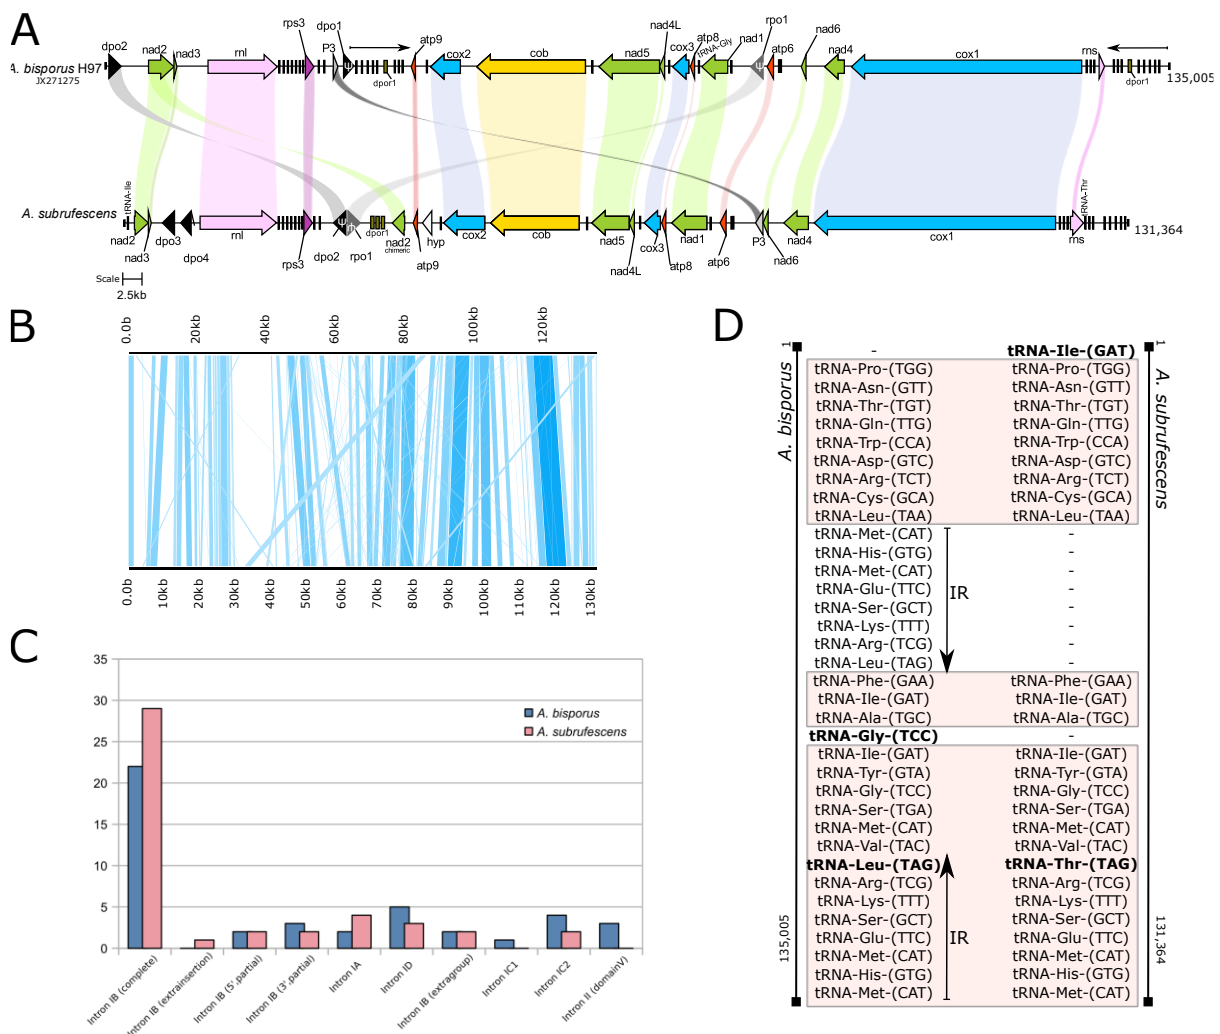 A
dpo2
nad2
nad3
rnl
rps3
dpo1
P3
ψ
dpor1
atp9
cox2
cob
nad5
nad4L
cox3
atp8
tRNA-Gly
nad1
rpo1
ψ
atp6
nad6
nad4
cox1
rns
dpor1
A. bisporus H97
JX271275
135,005
A. subrufescens
tRNA-Ile
nad2
nad3
dpo3
dpo4
rnl
rps3
dpo2
ψ
rpo1
dpor1
nad2
chimeric
atp9
hyp
cox2
cob
nad5
nad4L
cox3
atp8
nad1
atp6
P3
nad6
nad4
cox1
rns
tRNA-Thr
131,364
Scale
2.5kb
B
0.0b 20kb 40kb 60kb 80kb 100kb 120kb
0.0b 10kb 20kb 30kb 40kb 50kb 60kb 70kb 80kb 90kb 100kb 110kb 120kb 130kb
C
35
30
25
20
15
10
5
0
A. bisporus
A. subrufescens
Intron IB (complete)
Intron IB (extrainsertion)
Intron IB (5',partial)
Intron IB (3',partial)
Intron IA
Intron ID
Intron IB (extragroup)
Intron IC1
Intron IC2
Intron II (domainV)
D
1 - tRNA-Ile-(GAT) 1
A. bisporus
A. subrufescens
tRNA-Pro-(TGG) tRNA-Pro-(TGG)
tRNA-Asn-(GTT) tRNA-Asn-(GTT)
tRNA-Thr-(TGT) tRNA-Thr-(TGT)
tRNA-Gln-(TTG) tRNA-Gln-(TTG)
tRNA-Trp-(CCA) tRNA-Trp-(CCA)
tRNA-Asp-(GTC) tRNA-Asp-(GTC)
tRNA-Arg-(TCT) tRNA-Arg-(TCT)
tRNA-Cys-(GCA) tRNA-Cys-(GCA)
tRNA-Leu-(TAA) tRNA-Leu-(TAA)
tRNA-Met-(CAT) -
tRNA-His-(GTG) -
tRNA-Met-(CAT) -
tRNA-Glu-(TTC) IR -
tRNA-Ser-(GCT) -
tRNA-Lys-(TTT) -
tRNA-Arg-(TCG) -
tRNA-Leu-(TAG) -
tRNA-Phe-(GAA) tRNA-Phe-(GAA)
tRNA-Ile-(GAT) tRNA-Ile-(GAT)
tRNA-Ala-(TGC) tRNA-Ala-(TGC)
tRNA-Gly-(TCC) -
tRNA-Ile-(GAT) tRNA-Ile-(GAT)
tRNA-Tyr-(GTA) tRNA-Tyr-(GTA)
tRNA-Gly-(TCC) tRNA-Gly-(TCC)
tRNA-Ser-(TGA) tRNA-Ser-(TGA)
tRNA-Met-(CAT) tRNA-Met-(CAT)
tRNA-Val-(TAC) tRNA-Val-(TAC)
tRNA-Leu-(TAG) tRNA-Thr-(TAG)
tRNA-Arg-(TCG) tRNA-Arg-(TCG)
tRNA-Lys-(TTT) tRNA-Lys-(TTT)
tRNA-Ser-(GCT) tRNA-Ser-(GCT)
tRNA-Glu-(TTC) IR tRNA-Glu-(TTC)
tRNA-Met-(CAT) tRNA-Met-(CAT)
tRNA-His-(GTG) tRNA-His-(GTG)
tRNA-Met-(CAT) tRNA-Met-(CAT)
135,005
131,364